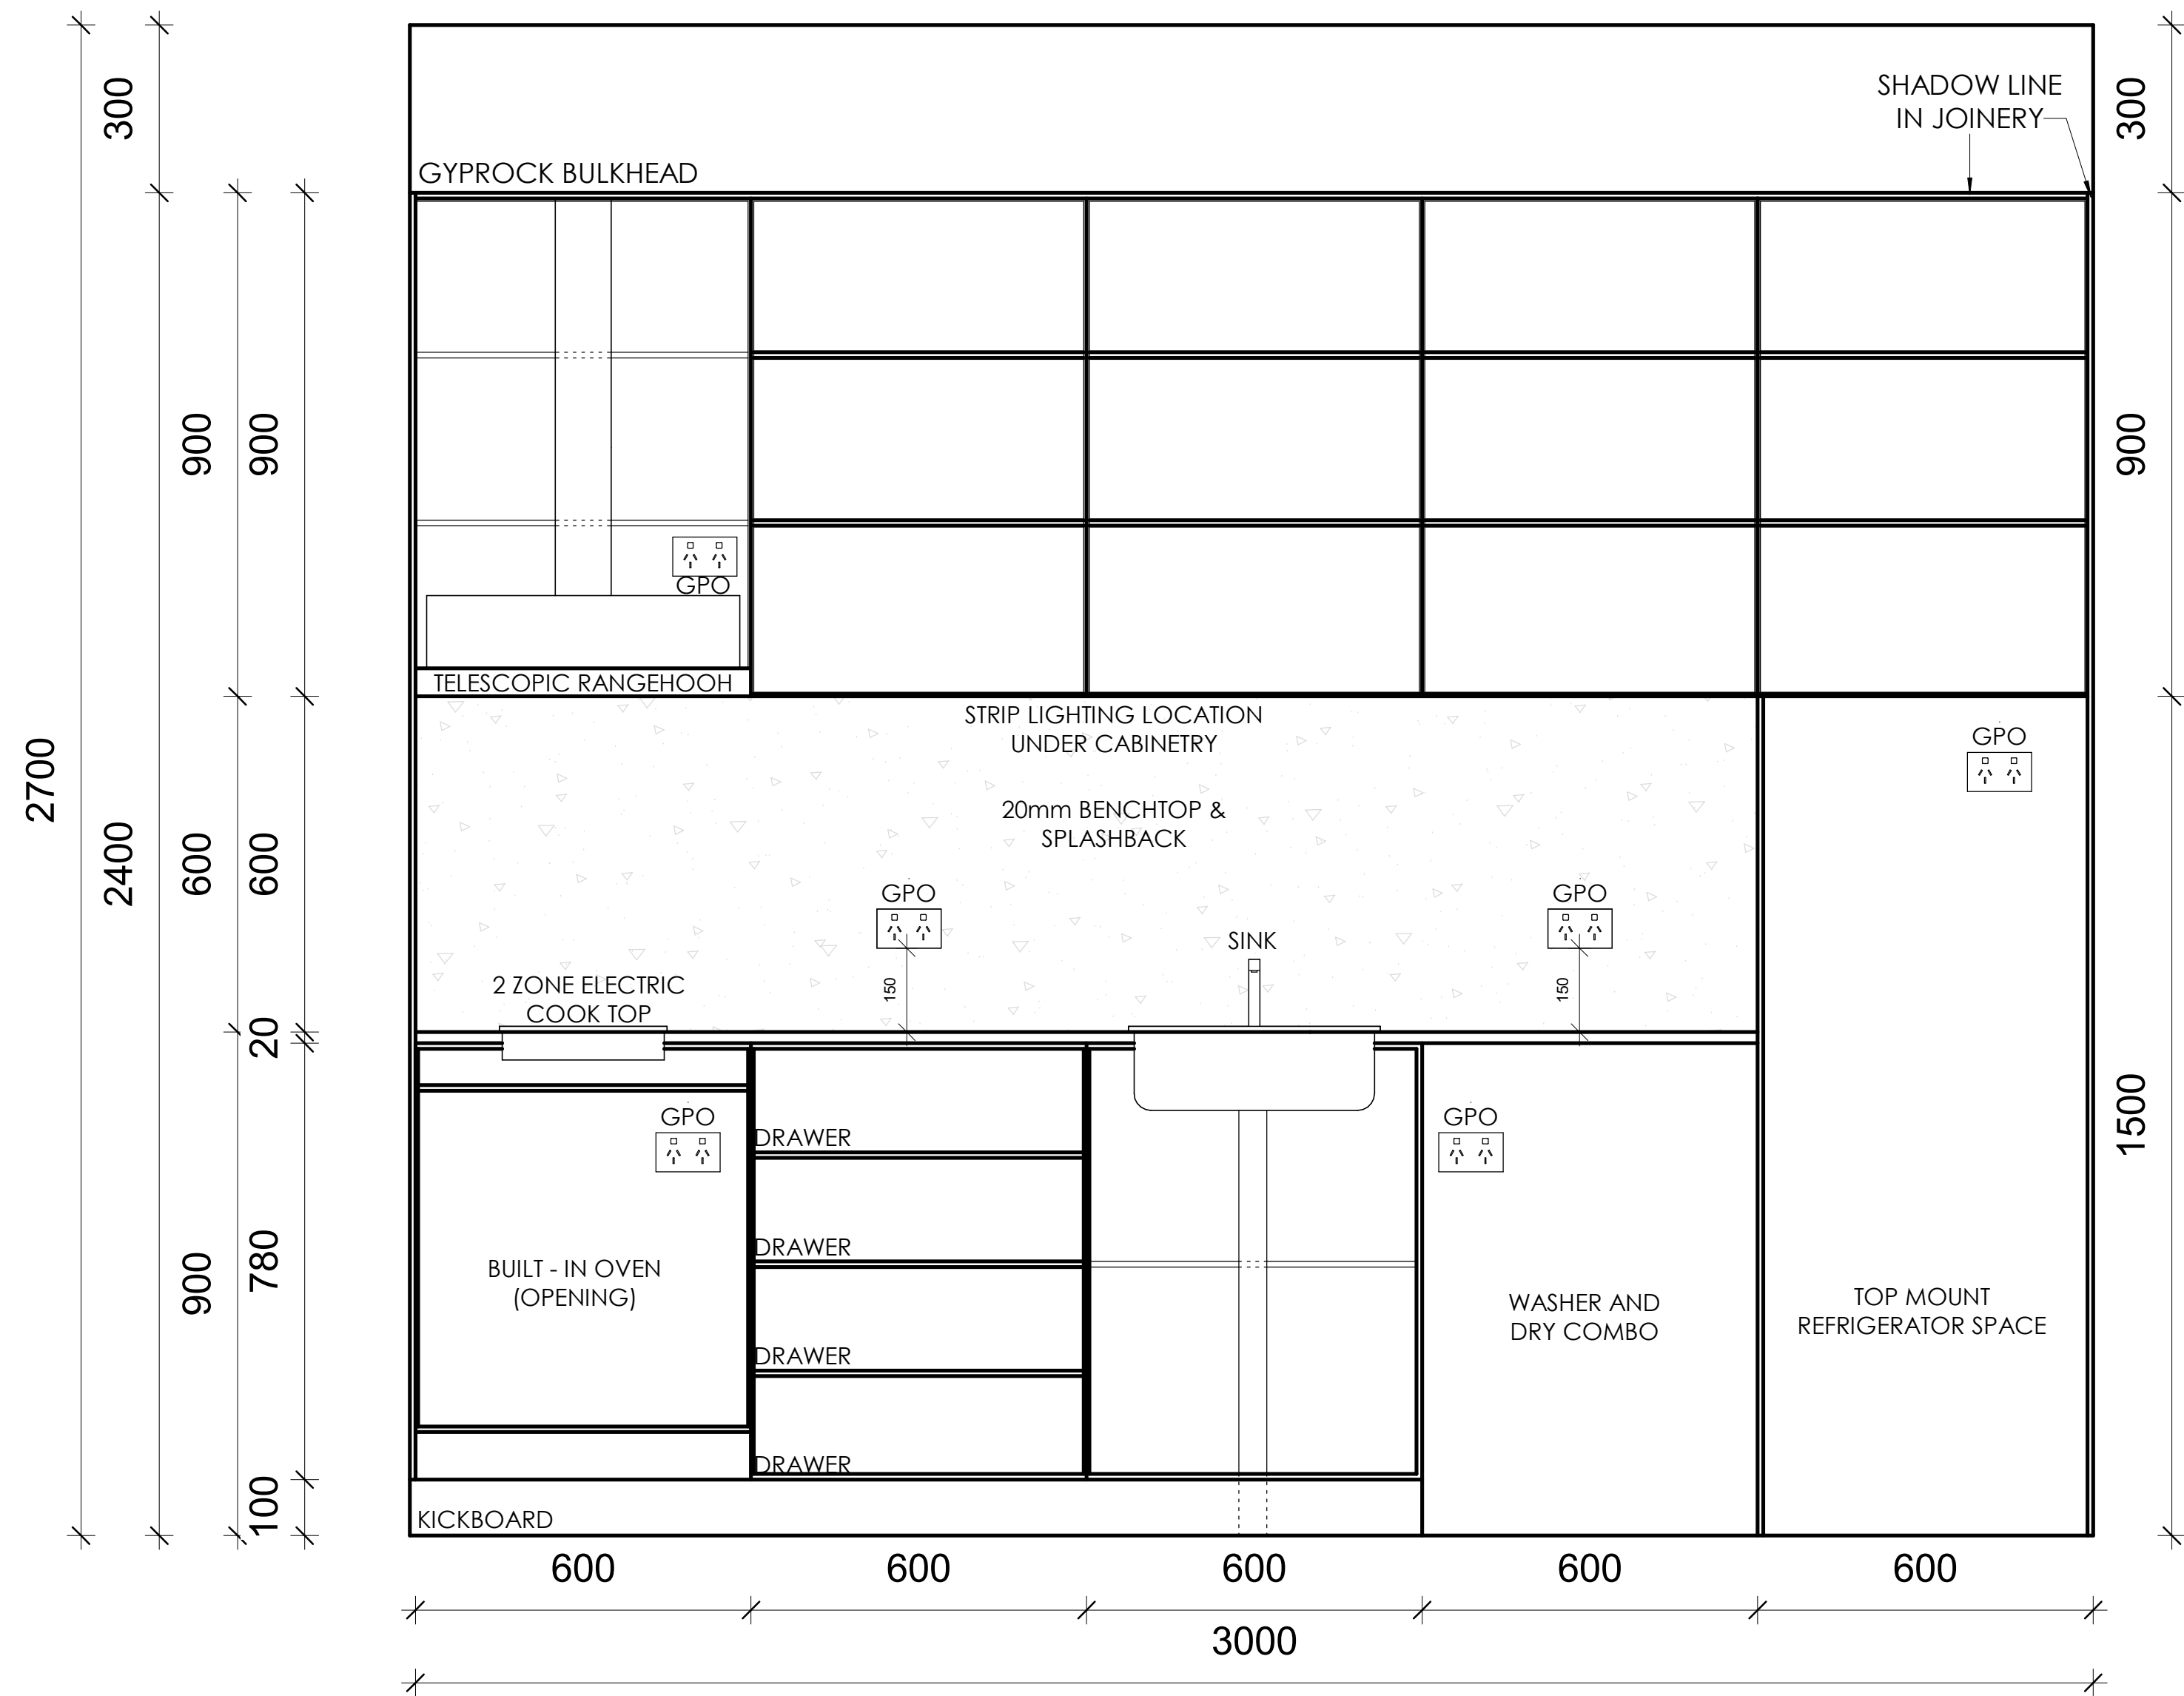 300
300
SHADOW LINE
IN JOINERY
GYPROCK BULKHEAD
900
900
900
GPO
TELESCOPIC RANGEHOOH
STRIP LIGHTING LOCATION
UNDER CABINETRY
GPO
2700
2400
600
600
20mm BENCHTOP &
SPLASHBACK
GPO
GPO
SINK
2 ZONE ELECTRIC
COOK TOP
150
150
20
GPO
GPO
1500
DRAWER
DRAWER
900
780
BUILT - IN OVEN
(OPENING)
WASHER AND
DRY COMBO
TOP MOUNT
REFRIGERATOR SPACE
DRAWER
DRAWER
100
KICKBOARD
600
600
600
600
600
3000